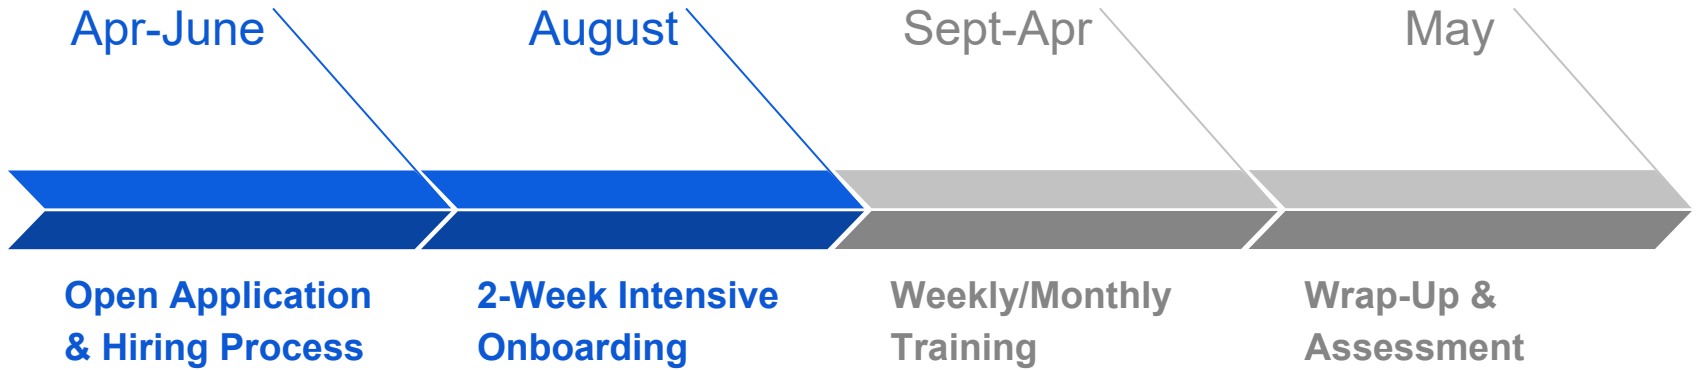 Apr-June
August
Sept-Apr
May
Open Application
& Hiring Process
2-Week Intensive
Onboarding
Weekly/Monthly
Training
Wrap-Up &
Assessment